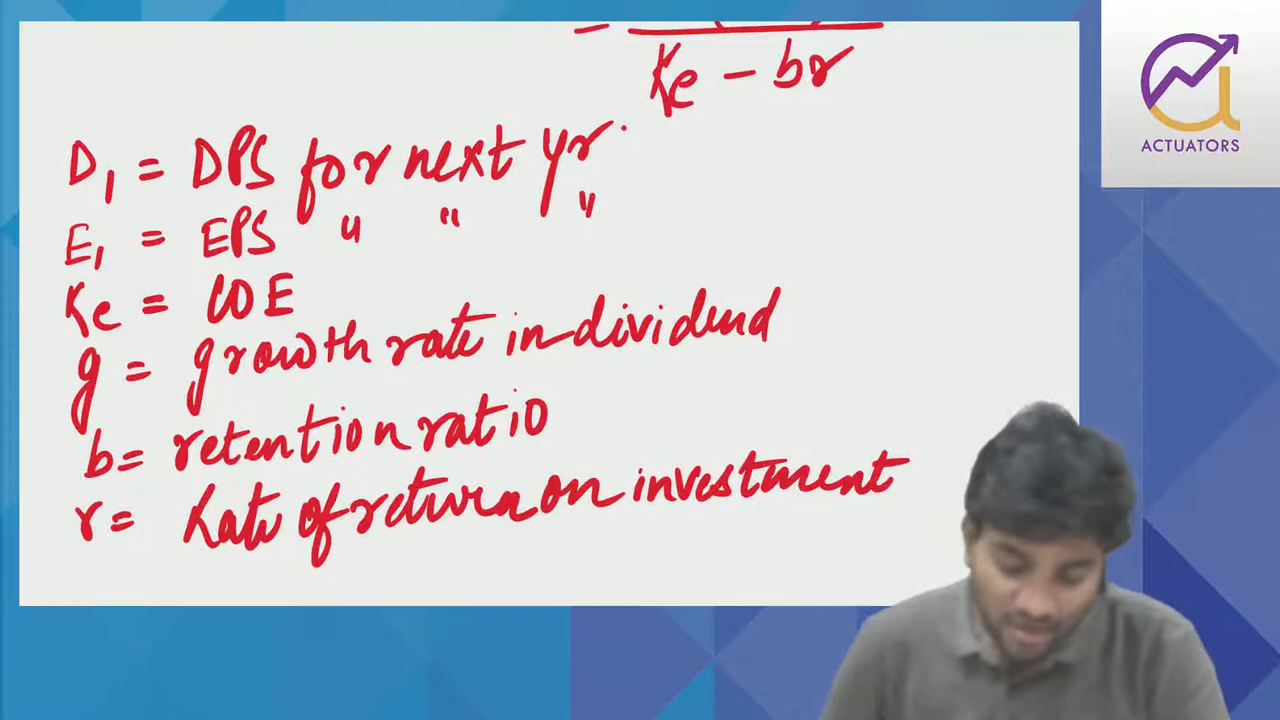 =
Ke - br
D₁ = DPS for next yr.
E₁ = EPS " " "
Ke = COE
g = growth rate in dividend
b = retention ratio
r = Rate of return on investment
ACTUATORS